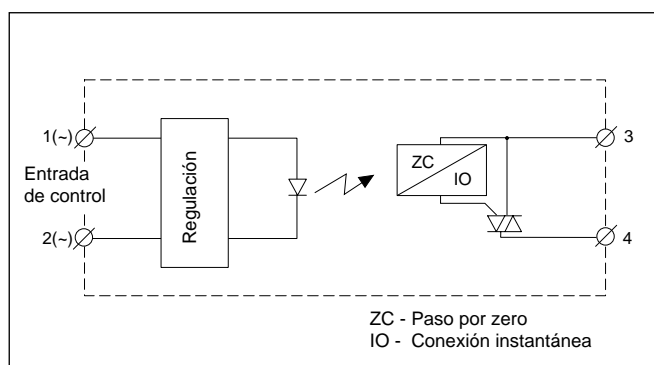 1(~)
Entrada
de control
2(~)
Regulación
ZC
IO
3
4
ZC - Paso por zero
IO - Conexión instantánea